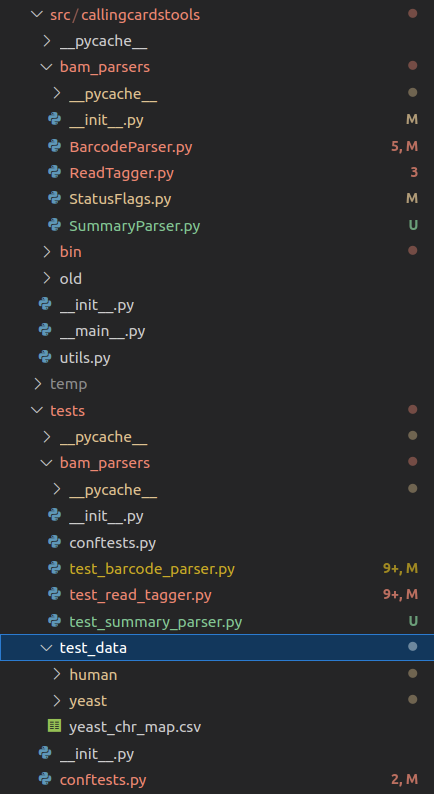 src/callingcardstools
__pycache__
bam_parsers
__pycache__
__init__.py M
BarcodeParser.py 5, M
ReadTagger.py 3
StatusFlags.py M
SummaryParser.py U
bin
old
__init__.py
__main__.py
utils.py
temp
tests
__pycache__
bam_parsers
__pycache__
__init__.py
conftests.py
test_barcode_parser.py 9+, M
test_read_tagger.py 9+, M
test_summary_parser.py U
test_data
human
yeast
yeast_chr_map.csv
__init__.py
conftests.py 2, M